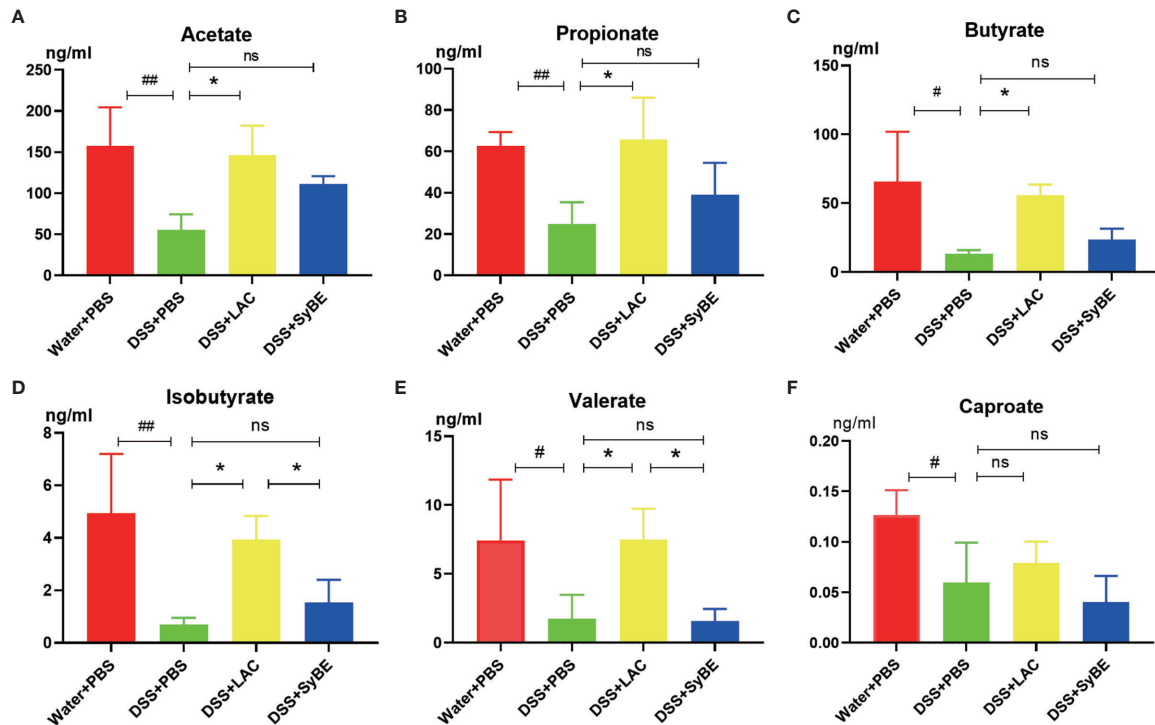 A
Acetate
ng/ml
250
200
150
100
50
0
##
*
ns
Water+PBS
DSS+PBS
DSS+LAC
DSS+SyBE
B
Propionate
ng/ml
100
80
60
40
20
0
##
*
ns
Water+PBS
DSS+PBS
DSS+LAC
DSS+SyBE
C
Butyrate
ng/ml
150
100
50
0
#
*
ns
Water+PBS
DSS+PBS
DSS+LAC
DSS+SyBE
D
Isobutyrate
ng/ml
8
6
4
2
0
##
ns
*
*
Water+PBS
DSS+PBS
DSS+LAC
DSS+SyBE
E
Valerate
ng/ml
15
10
5
0
#
ns
*
*
Water+PBS
DSS+PBS
DSS+LAC
DSS+SyBE
F
Caproate
ng/ml
0.20
0.15
0.10
0.05
0.00
#
ns
ns
Water+PBS
DSS+PBS
DSS+LAC
DSS+SyBE